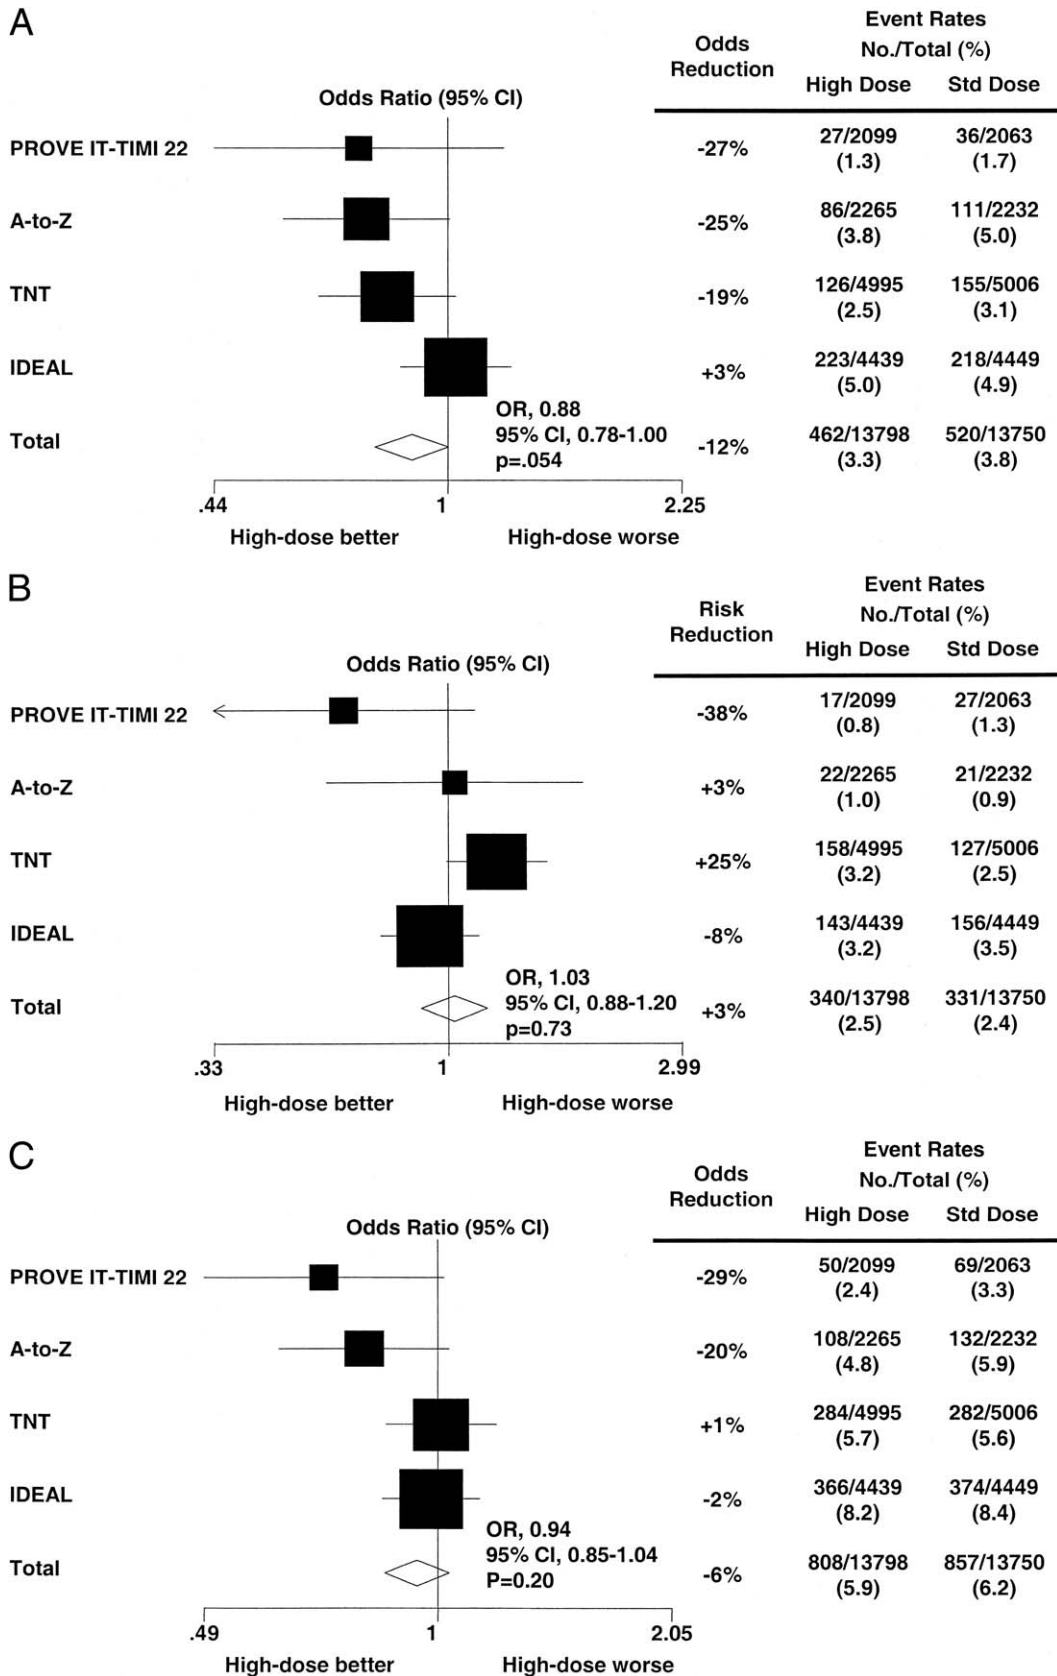 A
Event Rates
Odds Reduction
No./Total (%)
High Dose Std Dose
Odds Ratio (95% CI)
PROVE IT-TIMI 22 -27% 27/2099 36/2063
(1.3) (1.7)
A-to-Z -25% 86/2265 111/2232
(3.8) (5.0)
TNT -19% 126/4995 155/5006
(2.5) (3.1)
IDEAL +3% 223/4439 218/4449
(5.0) (4.9)
OR, 0.88
95% CI, 0.78-1.00
p=.054
Total -12% 462/13798 520/13750
(3.3) (3.8)
.44 1 2.25
High-dose better High-dose worse
B
Event Rates
Risk Reduction
No./Total (%)
High Dose Std Dose
Odds Ratio (95% CI)
PROVE IT-TIMI 22 -38% 17/2099 27/2063
(0.8) (1.3)
A-to-Z +3% 22/2265 21/2232
(1.0) (0.9)
TNT +25% 158/4995 127/5006
(3.2) (2.5)
IDEAL -8% 143/4439 156/4449
(3.2) (3.5)
OR, 1.03
95% CI, 0.88-1.20
p=0.73
Total +3% 340/13798 331/13750
(2.5) (2.4)
.33 1 2.99
High-dose better High-dose worse
C
Event Rates
Odds Reduction
No./Total (%)
High Dose Std Dose
Odds Ratio (95% CI)
PROVE IT-TIMI 22 -29% 50/2099 69/2063
(2.4) (3.3)
A-to-Z -20% 108/2265 132/2232
(4.8) (5.9)
TNT +1% 284/4995 282/5006
(5.7) (5.6)
IDEAL -2% 366/4439 374/4449
(8.2) (8.4)
OR, 0.94
95% CI, 0.85-1.04
P=0.20
Total -6% 808/13798 857/13750
(5.9) (6.2)
.49 1 2.05
High-dose better High-dose worse